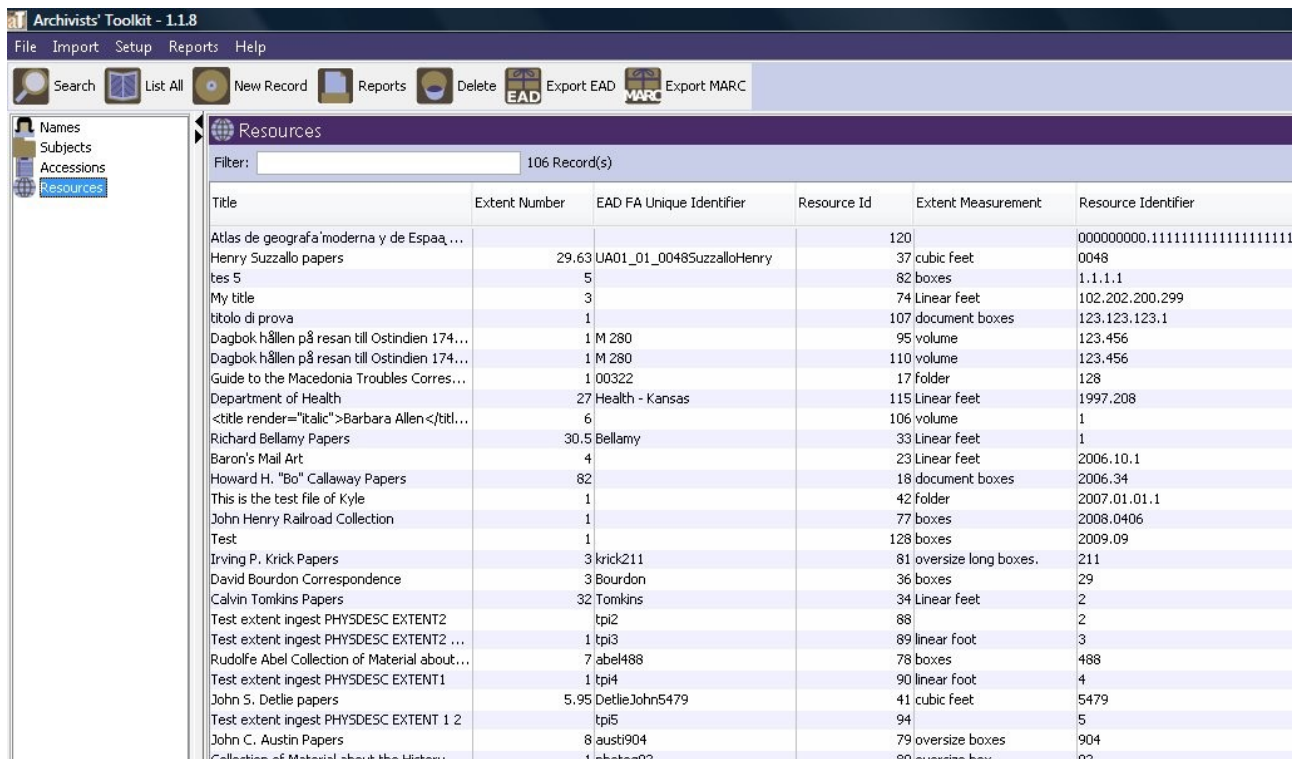 Archivists' Toolkit - 1.1.8
File Import Setup Reports Help
Search List All New Record Reports Delete EAD Export EAD MARC Export MARC
Names
Subjects
Accessions
Resources
Resources
Filter: 106 Record(s)
Title Extent Number EAD FA Unique Identifier Resource Id Extent Measurement Resource Identifier
Atlas de geografa´moderna y de Espaą ... 120
Henry Suzzallo papers 29.63 UA01_01_0048SuzzalloHenry 37 cubic feet 0048
tes 5 5 82 boxes 1.1.1.1
My title 3 74 Linear feet 102.202.200.299
titolo di prova 1 107 document boxes 123.123.123.1
Dagbok hållen på resan till Ostindien 174... 1 M 280 95 volume 123.456
Dagbok hållen på resan till Ostindien 174... 1 M 280 110 volume 123.456
Guide to the Macedonia Troubles Corres... 1 00322 17 folder 128
Department of Health 27 Health - Kansas 115 Linear feet 1997.208
<title render="italic">Barbara Allen</titl... 6 106 volume 1
Richard Bellamy Papers 30.5 Bellamy 33 Linear feet 1
Baron's Mail Art 4 23 Linear feet 2006.10.1
Howard H. "Bo" Callaway Papers 82 18 document boxes 2006.34
This is the test file of Kyle 1 42 folder 2007.01.01.1
John Henry Railroad Collection 1 77 boxes 2008.0406
Test 1 128 boxes 2009.09
Irving P. Krick Papers 3 krick211 81 oversize long boxes. 211
David Bourdon Correspondence 3 Bourdon 36 boxes 29
Calvin Tomkins Papers 32 Tomkins 34 Linear feet 2
Test extent ingest PHYSDESC EXTENT2 tpi2 88 2
Test extent ingest PHYSDESC EXTENT2 ... 1 tpi3 89 linear foot 3
Rudolfe Abel Collection of Material about... 7 abel488 78 boxes 488
Test extent ingest PHYSDESC EXTENT1 1 tpi4 90 linear foot 4
John S. Detlie papers 5.95 DetlieJohn5479 41 cubic feet 5479
Test extent ingest PHYSDESC EXTENT 1 2 tpi5 94 5
John C. Austin Papers 8 austi904 79 oversize boxes 904